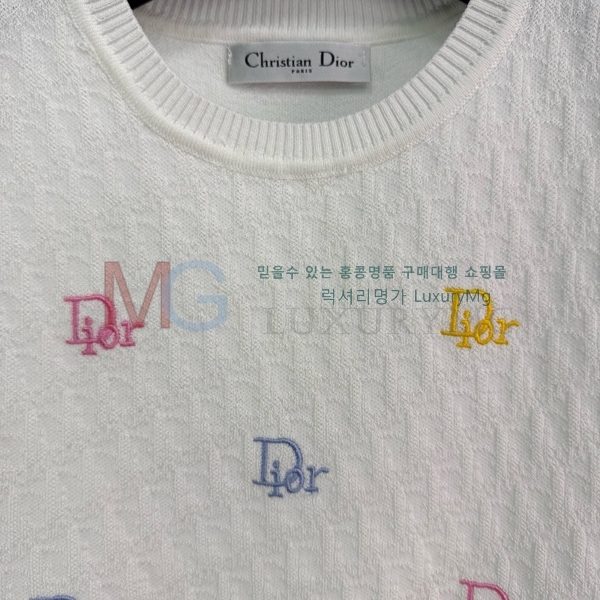 Christian Dior
PARIS
MG
믿을수 있는 홍콩명품 구매대행 쇼핑몰
럭셔리명가 LuxuryMg
LUXURY
Dior
Dior
Dior